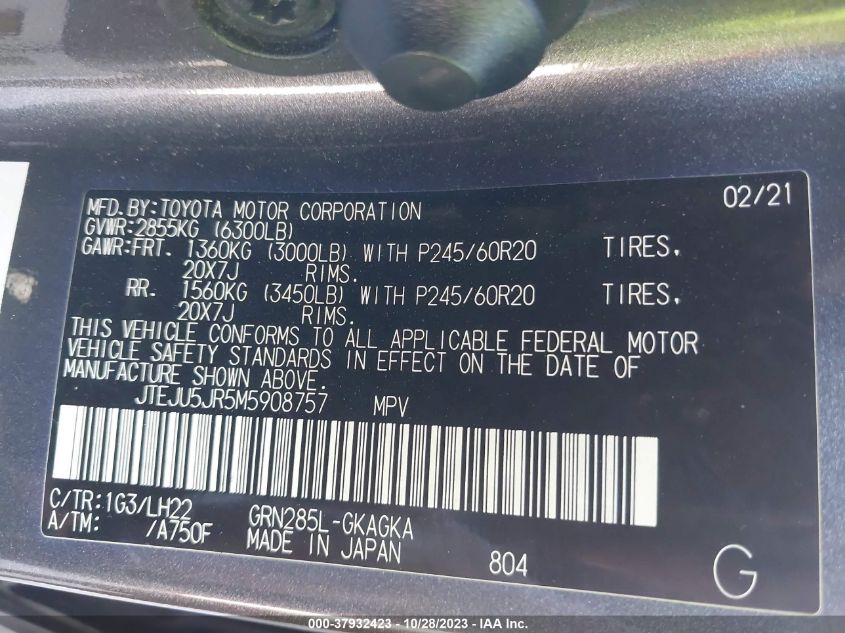 MFD. BY: TOYOTA MOTOR CORPORATION 02/21
GVWR: 2855KG (6300LB)
GAWR: FRT. 1360KG (3000LB) WITH P245/60R20 TIRES.
20X7J RIMS.
RR. 1560KG (3450LB) WITH P245/60R20 TIRES.
20X7J RIMS.
THIS VEHICLE CONFORMS TO ALL APPLICABLE FEDERAL MOTOR
VEHICLE SAFETY STANDARDS IN EFFECT ON THE DATE OF
MANUFACTURE SHOWN ABOVE.
JTEJU5JR5M5908757 MPV
C/TR: 1G3/LH22 GRN285L-GKAGKA
A/TM: /A750F MADE IN JAPAN 804 G
000-37932423 - 10/28/2023 - IAA Inc.